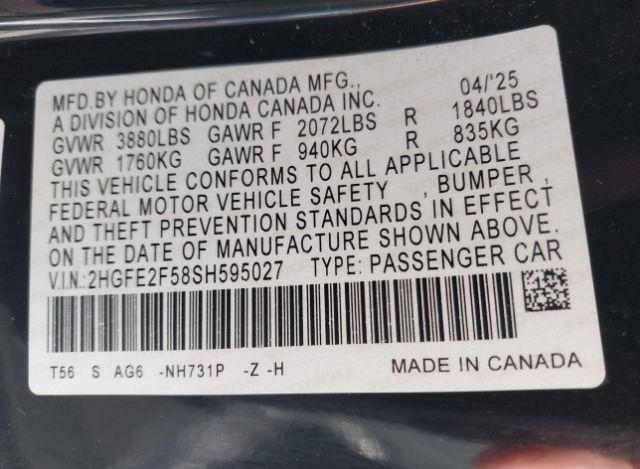 MFD.BY HONDA OF CANADA MFG., 04/'25
A DIVISION OF HONDA CANADA INC.
GVWR 3880LBS GAWR F 2072LBS R 1840LBS
GVWR 1760KG GAWR F 940KG R 835KG
THIS VEHICLE CONFORMS TO ALL APPLICABLE
FEDERAL MOTOR VEHICLE SAFETY , BUMPER ,
AND THEFT PREVENTION STANDARDS IN EFFECT
ON THE DATE OF MANUFACTURE SHOWN ABOVE.
V.I.N.:2HGFE2F58SH595027 TYPE: PASSENGER CAR
T56 S AG6 -NH731P -Z -H MADE IN CANADA